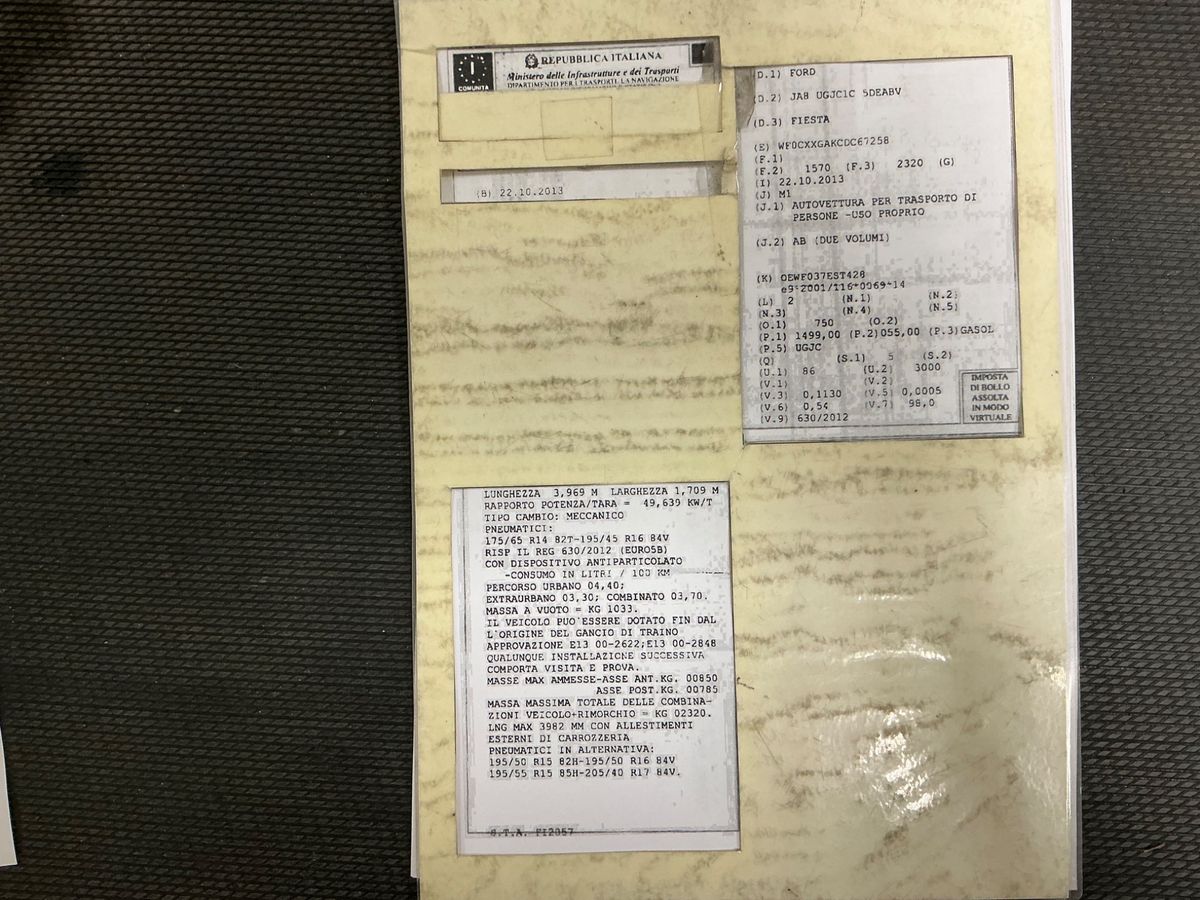 REPUBBLICA ITALIANA
Ministero delle Infrastrutture e dei Trasporti
DIPARTIMENTO PER I TRASPORTI, LA NAVIGAZIONE
I
COMUNITA
(B) 22.10.2013
(D.1) FORD
(D.2) JA8 UGJC1C 5DEABV
(D.3) FIESTA
(E) WF0CXXGAKCDC67258
(F.1)
(F.2) 1570 (F.3) 2320 (G)
(I) 22.10.2013
(J) M1
(J.1) AUTOVETTURA PER TRASPORTO DI
PERSONE -USO PROPRIO
(J.2) AB (DUE VOLUMI)
(K) OEWF037EST428
e9*2001/116*0069*14
(L) 2 (N.1) (N.2)
(N.3) (N.4) (N.5)
(O.1) 750 (O.2)
(P.1) 1499,00 (P.2)055,00 (P.3)GASOL
(P.5) UGJC
(Q) (S.1) 5 (S.2)
(U.1) 86 (U.2) 3000
(V.1) (V.2)
(V.3) 0,1130 (V.5) 0,0005
(V.6) 0,54 (V.7) 98,0
(V.9) 630/2012
IMPOSTA
DI BOLLO
ASSOLTA
IN MODO
VIRTUALE
LUNGHEZZA 3,969 M LARGHEZZA 1,709 M
RAPPORTO POTENZA/TARA = 49,639 KW/T
TIPO CAMBIO: MECCANICO
PNEUMATICI:
175/65 R14 82T-195/45 R16 84V
RISP IL REG 630/2012 (EURO5B)
CON DISPOSITIVO ANTIPARTICOLATO
-CONSUMO IN LITRI / 100 KM
PERCORSO URBANO 04,40;
EXTRAURBANO 03,30; COMBINATO 03,70.
MASSA A VUOTO = KG 1033.
IL VEICOLO PUO'ESSERE DOTATO FIN DAL
L'ORIGINE DEL GANCIO DI TRAINO
APPROVAZIONE E13 00-2622;E13 00-2848
QUALUNQUE INSTALLAZIONE SUCCESSIVA
COMPORTA VISITA E PROVA.
MASSE MAX AMMESSE-ASSE ANT.KG. 00850
ASSE POST.KG. 00785
MASSA MASSIMA TOTALE DELLE COMBINA-
ZIONI VEICOLO+RIMORCHIO = KG 02320.
LNG MAX 3982 MM CON ALLESTIMENTI
ESTERNI DI CARROZZERIA
PNEUMATICI IN ALTERNATIVA:
195/50 R15 82H-195/50 R16 84V
195/55 R15 85H-205/40 R17 84V.
S.T.A. FI2057